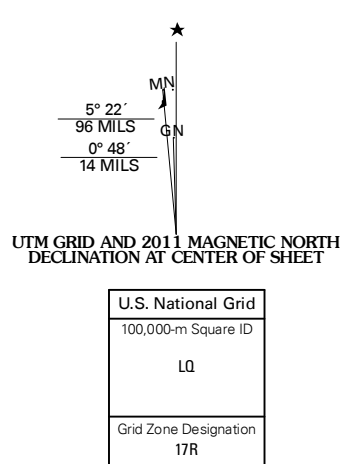 MN
5° 22´
96 MILS
GN
0° 48´
14 MILS
UTM GRID AND 2011 MAGNETIC NORTH
DECLINATION AT CENTER OF SHEET
U.S. National Grid
100,000-m Square ID
LQ
Grid Zone Designation
17R